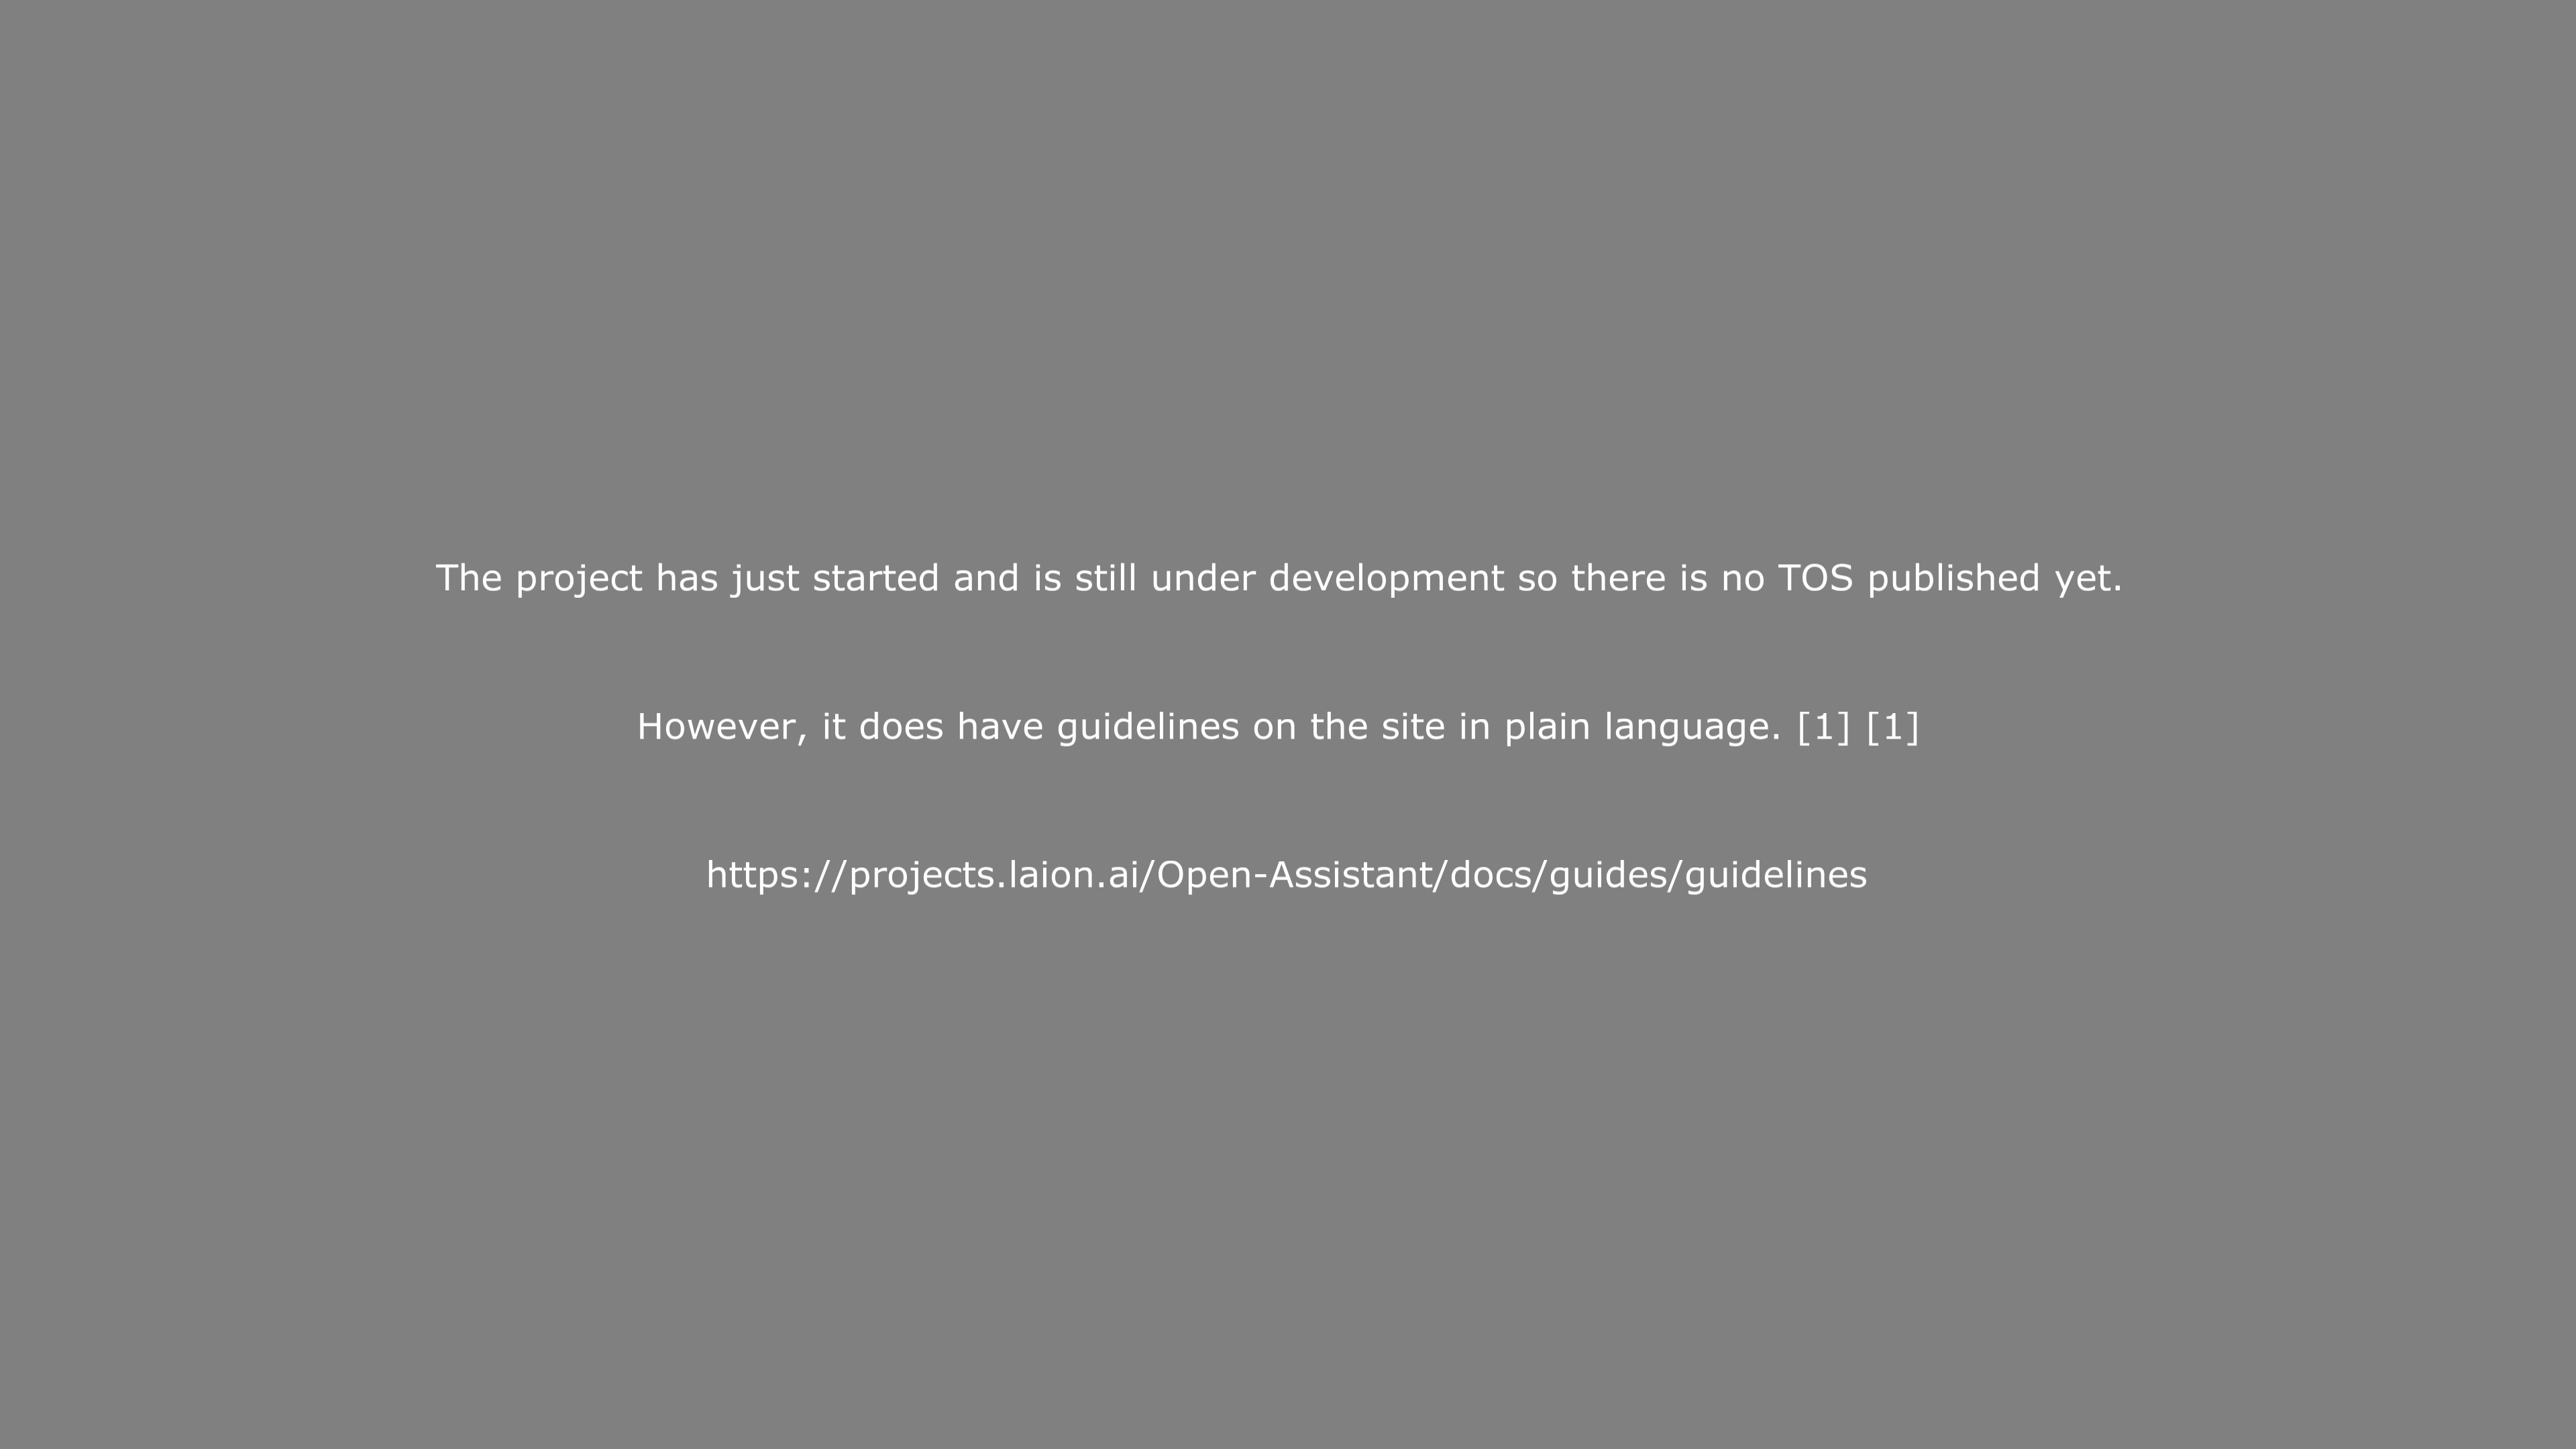 The project has just started and is still under development so there is no TOS published yet.
However, it does have guidelines on the site in plain language. [1] [1]
https://projects.laion.ai/Open-Assistant/docs/guides/guidelines